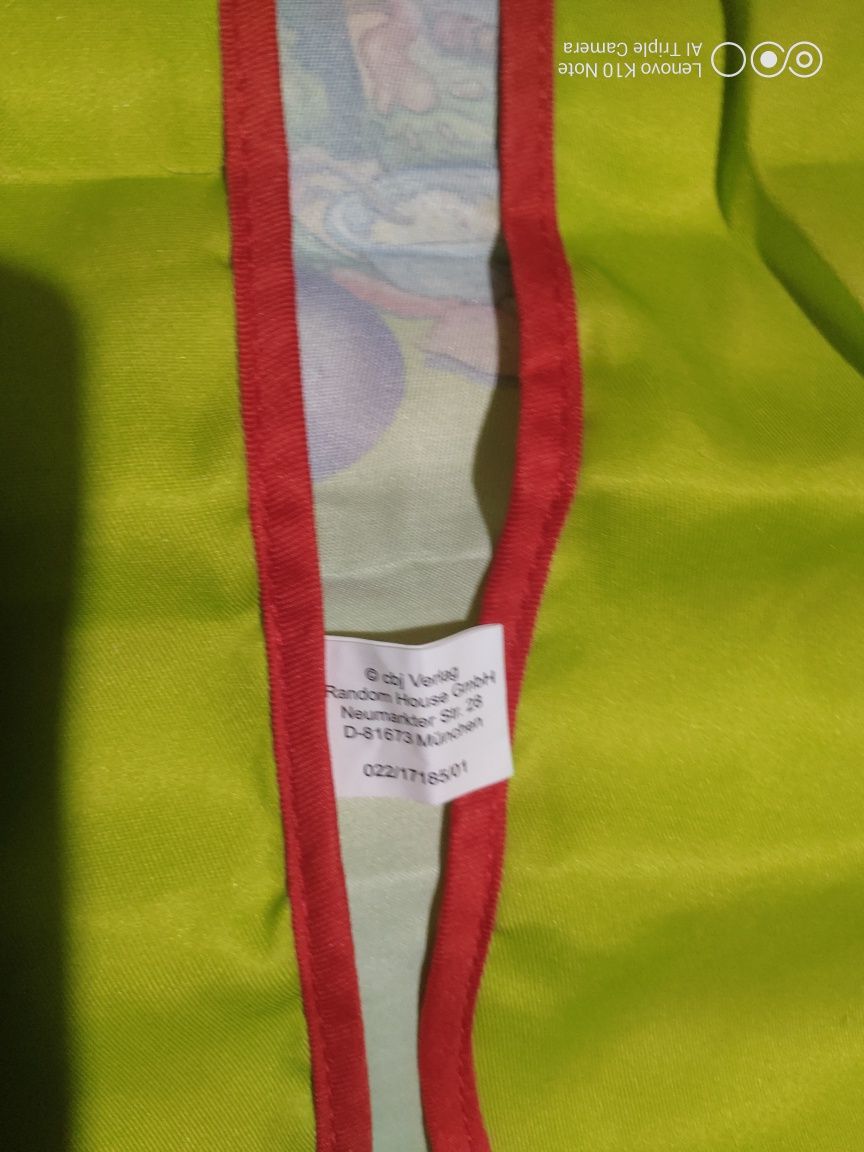 Lenovo K10 Note
AI Triple Camera
© cbj Verlag
Random House GmbH
Neumarkter Str. 28
D-81673 München
022/17185/01